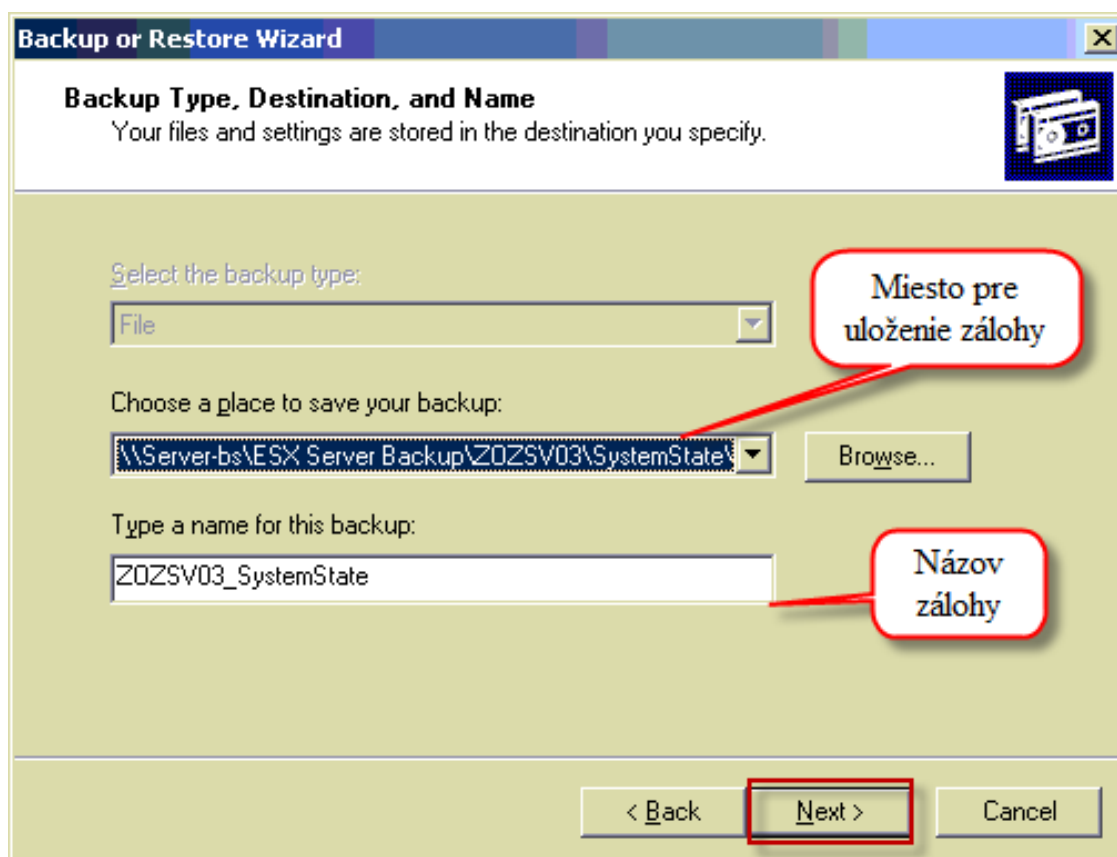 Backup or Restore Wizard
Backup Type, Destination, and Name
Your files and settings are stored in the destination you specify.
Select the backup type:
File
Miesto pre
uloženie zálohy
Choose a place to save your backup:
\\Server-bs\ESX Server Backup\ZOZSV03\SystemState\
Browse...
Type a name for this backup:
ZOZSV03_SystemState
Názov
zálohy
< Back
Next >
Cancel